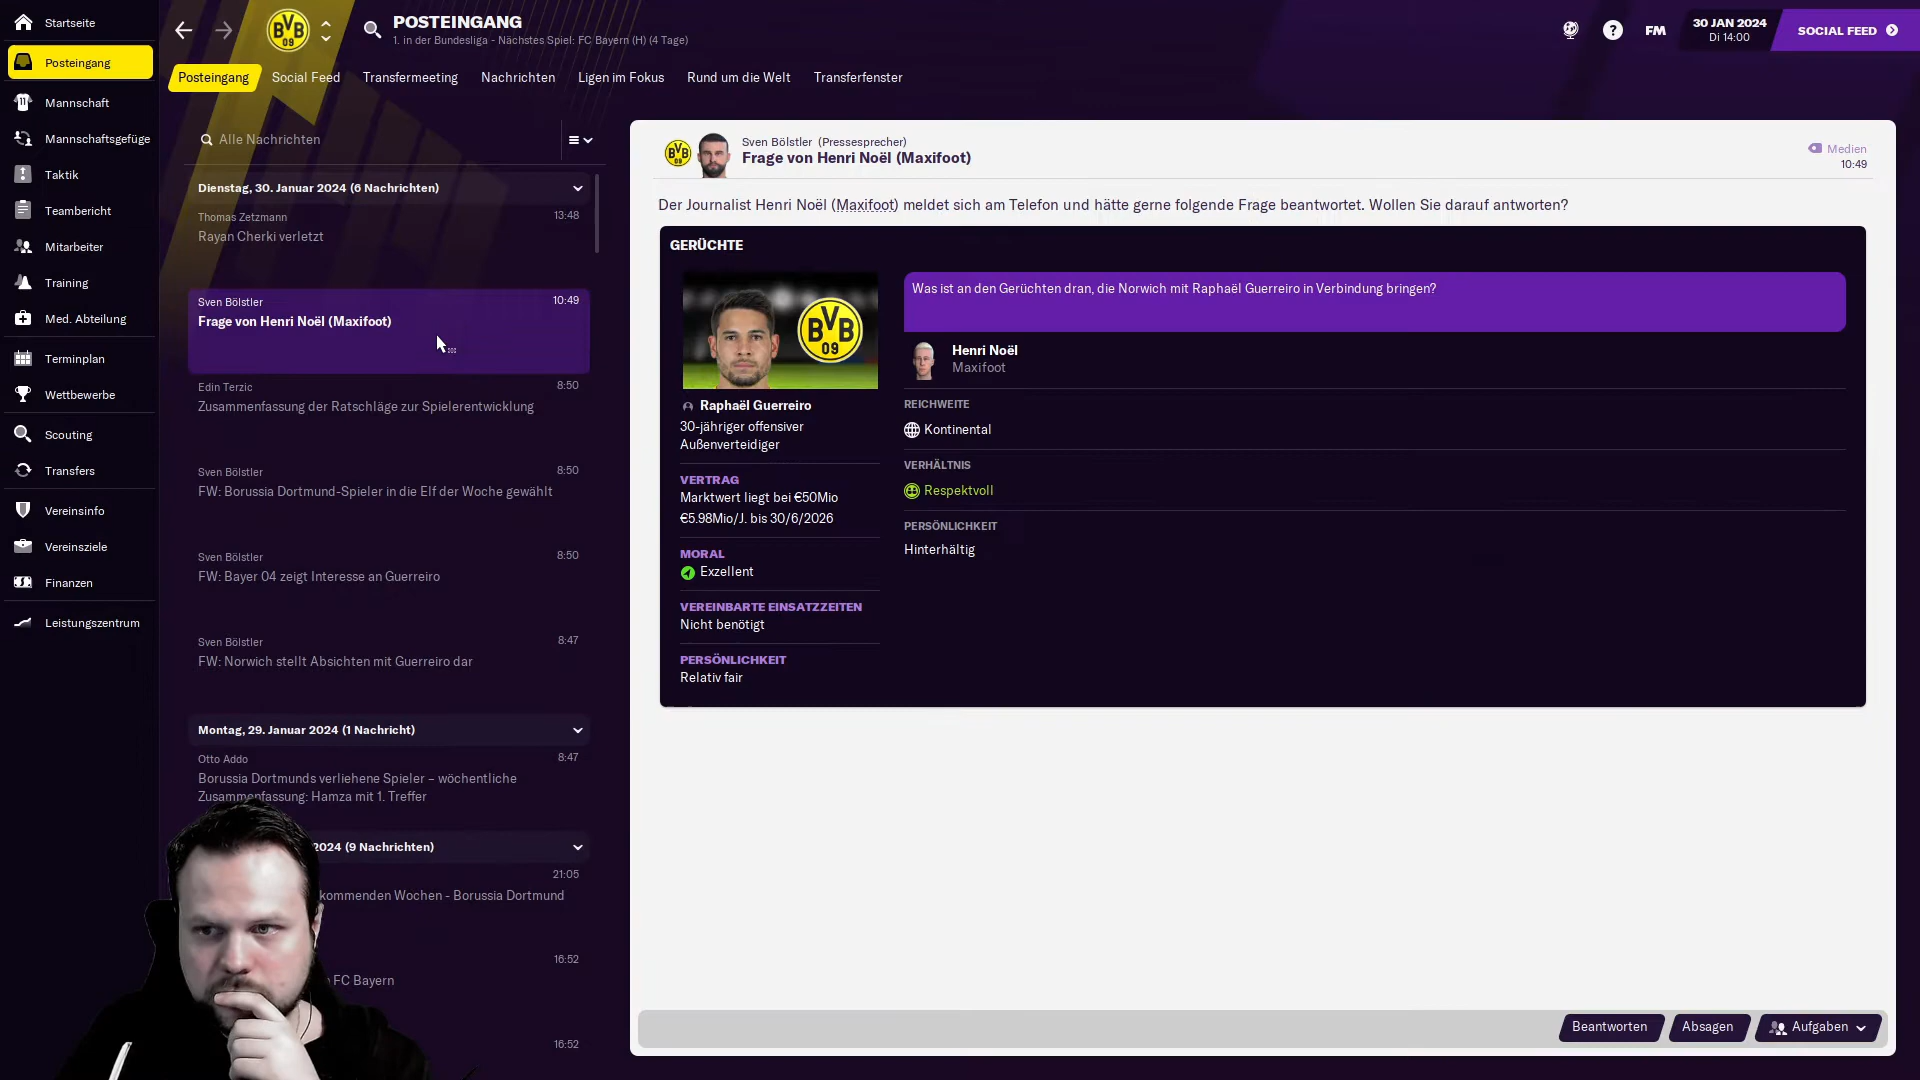 Startseite
Posteingang
Mannschaft
Mannschaftsgefüge
Taktik
Teambericht
Mitarbeiter
Training
Med. Abteilung
Terminplan
Wettbewerbe
Scouting
Transfers
Vereinsinfo
Vereinsziele
Finanzen
Leistungszentrum
BVB
09
POSTEINGANG
1. in der Bundesliga - Nächstes Spiel: FC Bayern (H) (4 Tage)
FM
30 JAN 2024
Di 14:00
SOCIAL FEED
Posteingang
Social Feed
Transfermeeting
Nachrichten
Ligen im Fokus
Rund um die Welt
Transferfenster
Alle Nachrichten
Dienstag, 30. Januar 2024 (6 Nachrichten)
Thomas Zetzmann 13:48
Rayan Cherki verletzt
Sven Bölstler 10:49
Frage von Henri Noël (Maxifoot)
Edin Terzic 8:50
Zusammenfassung der Ratschläge zur Spielerentwicklung
Sven Bölstler 8:50
FW: Borussia Dortmund-Spieler in die Elf der Woche gewählt
Sven Bölstler 8:50
FW: Bayer 04 zeigt Interesse an Guerreiro
Sven Bölstler 8:47
FW: Norwich stellt Absichten mit Guerreiro dar
Montag, 29. Januar 2024 (1 Nachricht)
Otto Addo 8:47
Borussia Dortmunds verliehene Spieler – wöchentliche
Zusammenfassung: Hamza mit 1. Treffer
2024 (9 Nachrichten)
21:05
kommenden Wochen - Borussia Dortmund
16:52
FC Bayern
16:52
BVB
09
Sven Bölstler (Pressesprecher)
Frage von Henri Noël (Maxifoot)
Medien
10:49
Der Journalist Henri Noël (Maxifoot) meldet sich am Telefon und hätte gerne folgende Frage beantwortet. Wollen Sie darauf antworten?
GERÜCHTE
BVB
09
Raphaël Guerreiro
30-jähriger offensiver
Außenverteidiger
VERTRAG
Marktwert liegt bei €50Mio
€5.98Mio/J. bis 30/6/2026
MORAL
Exzellent
VEREINBARTE EINSATZZEITEN
Nicht benötigt
PERSÖNLICHKEIT
Relativ fair
Was ist an den Gerüchten dran, die Norwich mit Raphaël Guerreiro in Verbindung bringen?
Henri Noël
Maxifoot
REICHWEITE
Kontinental
VERHÄLTNIS
Respektvoll
PERSÖNLICHKEIT
Hinterhältig
Beantworten
Absagen
Aufgaben